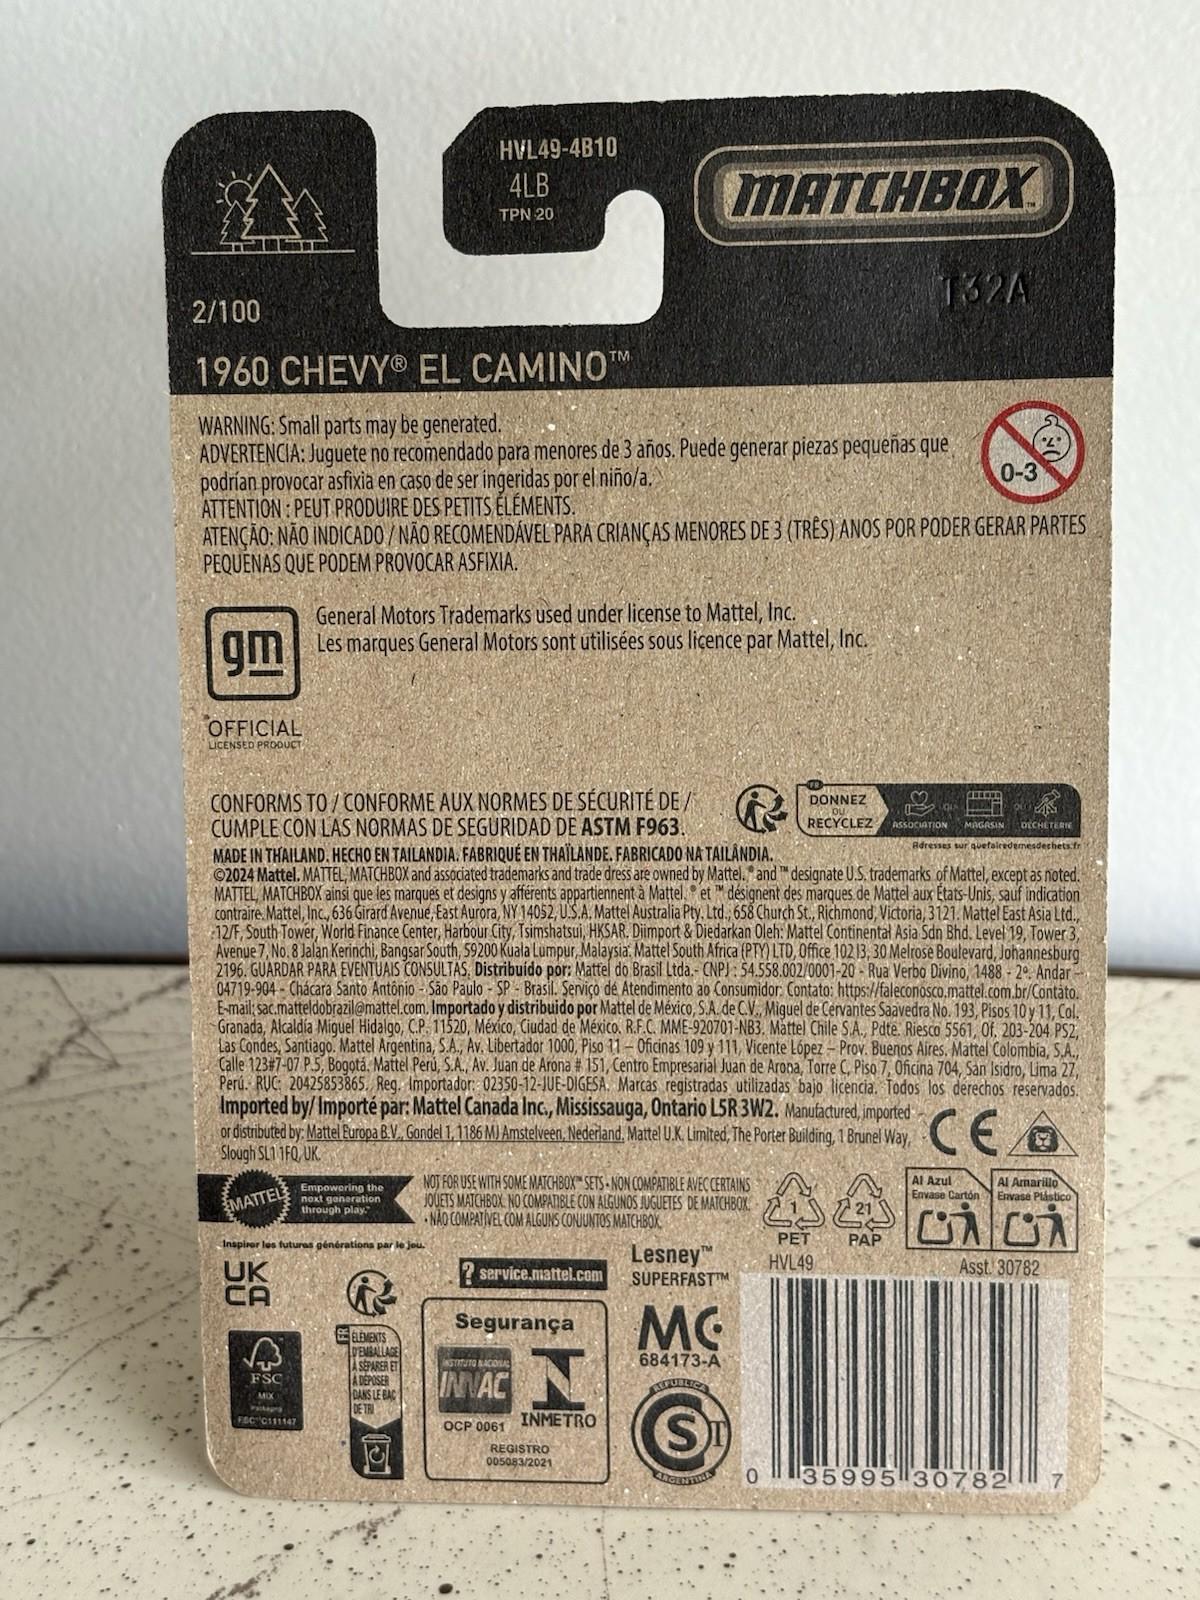 HVL49-4B10
4LB
TPN 20
MATCHBOX™
T32A
2/100
1960 CHEVY® EL CAMINO™
WARNING: Small parts may be generated.
ADVERTENCIA: Juguete no recomendado para menores de 3 años. Puede generar piezas pequeñas que
podrían provocar asfixia en caso de ser ingeridas por el niño/a.
ATTENTION : PEUT PRODUIRE DES PETITS ÉLÉMENTS.
ATENÇÃO: NÃO INDICADO / NÃO RECOMENDÁVEL PARA CRIANÇAS MENORES DE 3 (TRÊS) ANOS POR PODER GERAR PARTES
PEQUENAS QUE PODEM PROVOCAR ASFIXIA.
0-3
gm
General Motors Trademarks used under license to Mattel, Inc.
Les marques General Motors sont utilisées sous licence par Mattel, Inc.
OFFICIAL
LICENSED PRODUCT
CONFORMS TO / CONFORME AUX NORMES DE SÉCURITÉ DE /
CUMPLE CON LAS NORMAS DE SEGURIDAD DE ASTM F963.
FR
DONNEZ
OU
RECYCLEZ
ASSOCIATION OU MAGASIN OU DÉCHÈTERIE
Adresses sur quefairedemesdechets.fr
MADE IN THAILAND. HECHO EN TAILANDIA. FABRIQUÉ EN THAÏLANDE. FABRICADO NA TAILÂNDIA.
©2024 Mattel. MATTEL, MATCHBOX and associated trademarks and trade dress are owned by Mattel. ® and ™ designate U.S. trademarks of Mattel, except as noted.
MATTEL, MATCHBOX ainsi que les marques et designs y afférents appartiennent à Mattel. ® et ™ désignent des marques de Mattel aux États-Unis, sauf indication
contraire. Mattel, Inc., 636 Girard Avenue, East Aurora, NY 14052, U.S.A. Mattel Australia Pty. Ltd., 658 Church St., Richmond, Victoria, 3121. Mattel East Asia Ltd.,
12/F, South Tower, World Finance Center, Harbour City, Tsimshatsui, HKSAR. Diimport & Diedarkan Oleh: Mattel Continental Asia Sdn Bhd. Level 19, Tower 3,
Avenue 7, No. 8 Jalan Kerinchi, Bangsar South, 59200 Kuala Lumpur, Malaysia. Mattel South Africa (PTY) LTD, Office 102I3, 30 Melrose Boulevard, Johannesburg
2196. GUARDAR PARA EVENTUAIS CONSULTAS. Distribuído por: Mattel do Brasil Ltda.- CNPJ : 54.558.002/0001-20 - Rua Verbo Divino, 1488 - 2º. Andar –
04719-904 - Chácara Santo Antônio - São Paulo - SP - Brasil. Serviço de Atendimento ao Consumidor: Contato: https://faleconosco.mattel.com.br/Contato.
E-mail: sac.matteldobrazil@mattel.com. Importado y distribuido por Mattel de México, S.A. de C.V., Miguel de Cervantes Saavedra No. 193, Pisos 10 y 11, Col.
Granada, Alcaldía Miguel Hidalgo, C.P. 11520, México, Ciudad de México. R.F.C. MME-920701-NB3. Mattel Chile S.A., Pdte. Riesco 5561, Of. 203-204 PS2,
Las Condes, Santiago. Mattel Argentina, S.A., Av. Libertador 1000, Piso 11 – Oficinas 109 y 111, Vicente López – Prov. Buenos Aires. Mattel Colombia, S.A.,
Calle 123#7-07 P.5, Bogotá. Mattel Perú, S.A., Av. Juan de Arona # 151, Centro Empresarial Juan de Arona, Torre C, Piso 7, Oficina 704, San Isidro, Lima 27,
Perú.- RUC: 20425853865. Reg. Importador: 02350-12-JUE-DIGESA. Marcas registradas utilizadas bajo licencia. Todos los derechos reservados.
Imported by/ Importé par: Mattel Canada Inc., Mississauga, Ontario L5R 3W2. Manufactured, imported
or distributed by: Mattel Europa B.V., Gondel 1, 1186 MJ Amstelveen, Nederland. Mattel U.K. Limited, The Porter Building, 1 Brunel Way,
Slough SL1 1FQ, UK.
CE
MATTEL
Empowering the
next generation
through play.™
Inspirer les futures générations par le jeu.
NOT FOR USE WITH SOME MATCHBOX™ SETS • NON COMPATIBLE AVEC CERTAINS
JOUETS MATCHBOX. NO COMPATIBLE CON ALGUNOS JUGUETES DE MATCHBOX.
• NÃO COMPATÍVEL COM ALGUNS CONJUNTOS MATCHBOX.
1
PET
21
PAP
Al Azul
Envase Cartón
Al Amarillo
Envase Plástico
UK
CA
? service.mattel.com
Lesney™
SUPERFAST™
HVL49
Asst. 30782
FSC
MIX
Packaging
FSC™ C111147
FR
ÉLÉMENTS
D'EMBALLAGE
À SÉPARER ET
À DÉPOSER
DANS LE BAC
DE TRI
Segurança
INSTITUTO NACIONAL
INNAC
OCP 0061
INMETRO
REGISTRO
005083/2021
MC
684173-A
REPUBLICA
ST
ARGENTINA
0 35995 30782 7